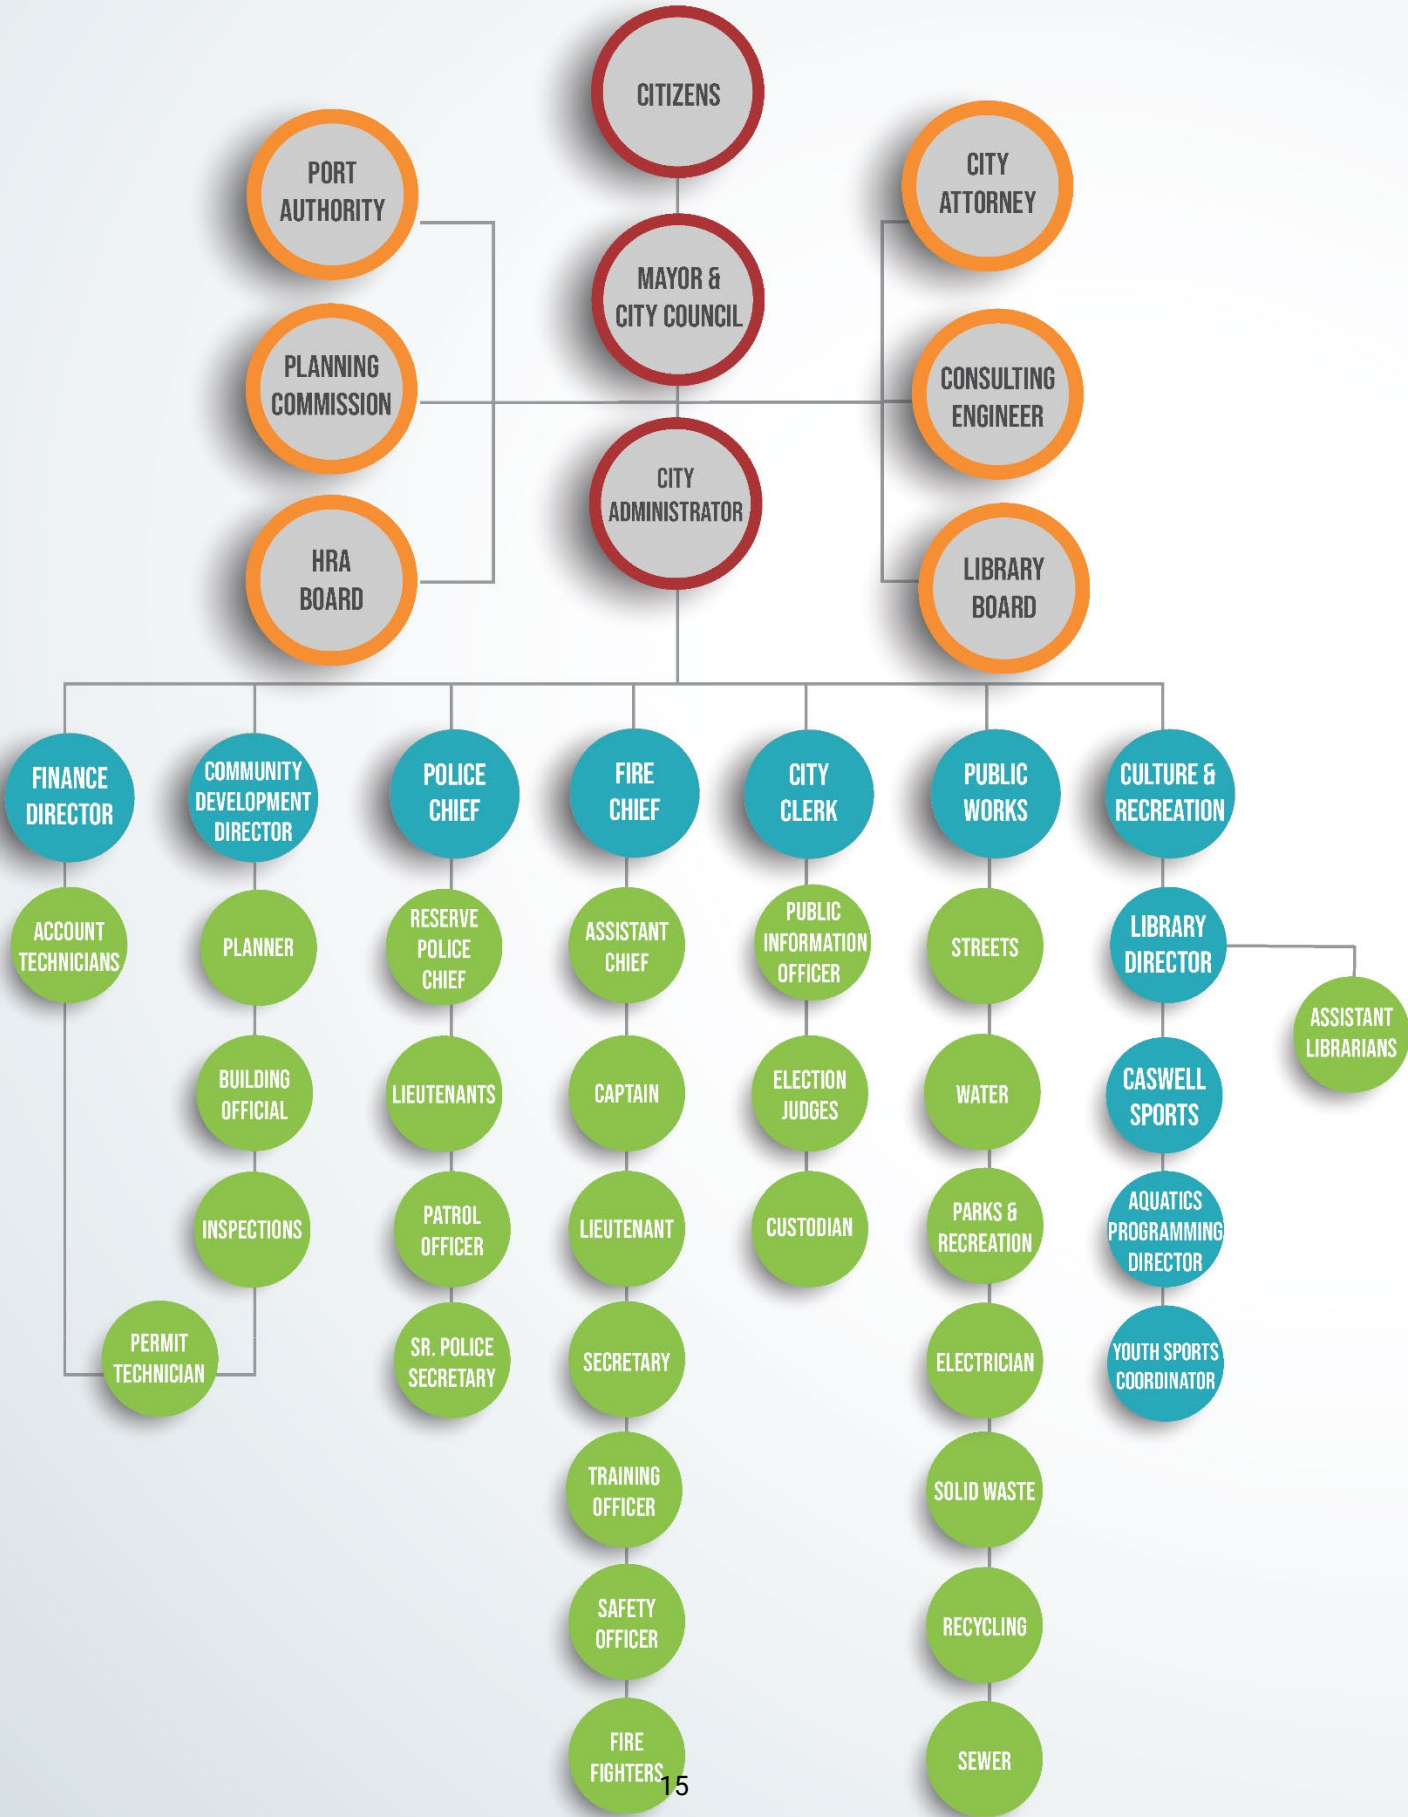 CITIZENS
PORT
AUTHORITY
CITY
ATTORNEY
MAYOR &
CITY COUNCIL
PLANNING
COMMISSION
CONSULTING
ENGINEER
CITY
ADMINISTRATOR
HRA
BOARD
LIBRARY
BOARD
FINANCE
DIRECTOR
COMMUNITY
DEVELOPMENT
DIRECTOR
POLICE
CHIEF
FIRE
CHIEF
CITY
CLERK
PUBLIC
WORKS
CULTURE &
RECREATION
ACCOUNT
TECHNICIANS
PLANNER
RESERVE
POLICE
CHIEF
ASSISTANT
CHIEF
PUBLIC
INFORMATION
OFFICER
STREETS
LIBRARY
DIRECTOR
ASSISTANT
LIBRARIANS
BUILDING
OFFICIAL
LIEUTENANTS
CAPTAIN
ELECTION
JUDGES
WATER
CASWELL
SPORTS
INSPECTIONS
PATROL
OFFICER
LIEUTENANT
CUSTODIAN
PARKS &
RECREATION
AQUATICS
PROGRAMMING
DIRECTOR
PERMIT
TECHNICIAN
SR. POLICE
SECRETARY
SECRETARY
ELECTRICIAN
YOUTH SPORTS
COORDINATOR
TRAINING
OFFICER
SOLID WASTE
SAFETY
OFFICER
RECYCLING
FIRE
FIGHTERS
SEWER
15